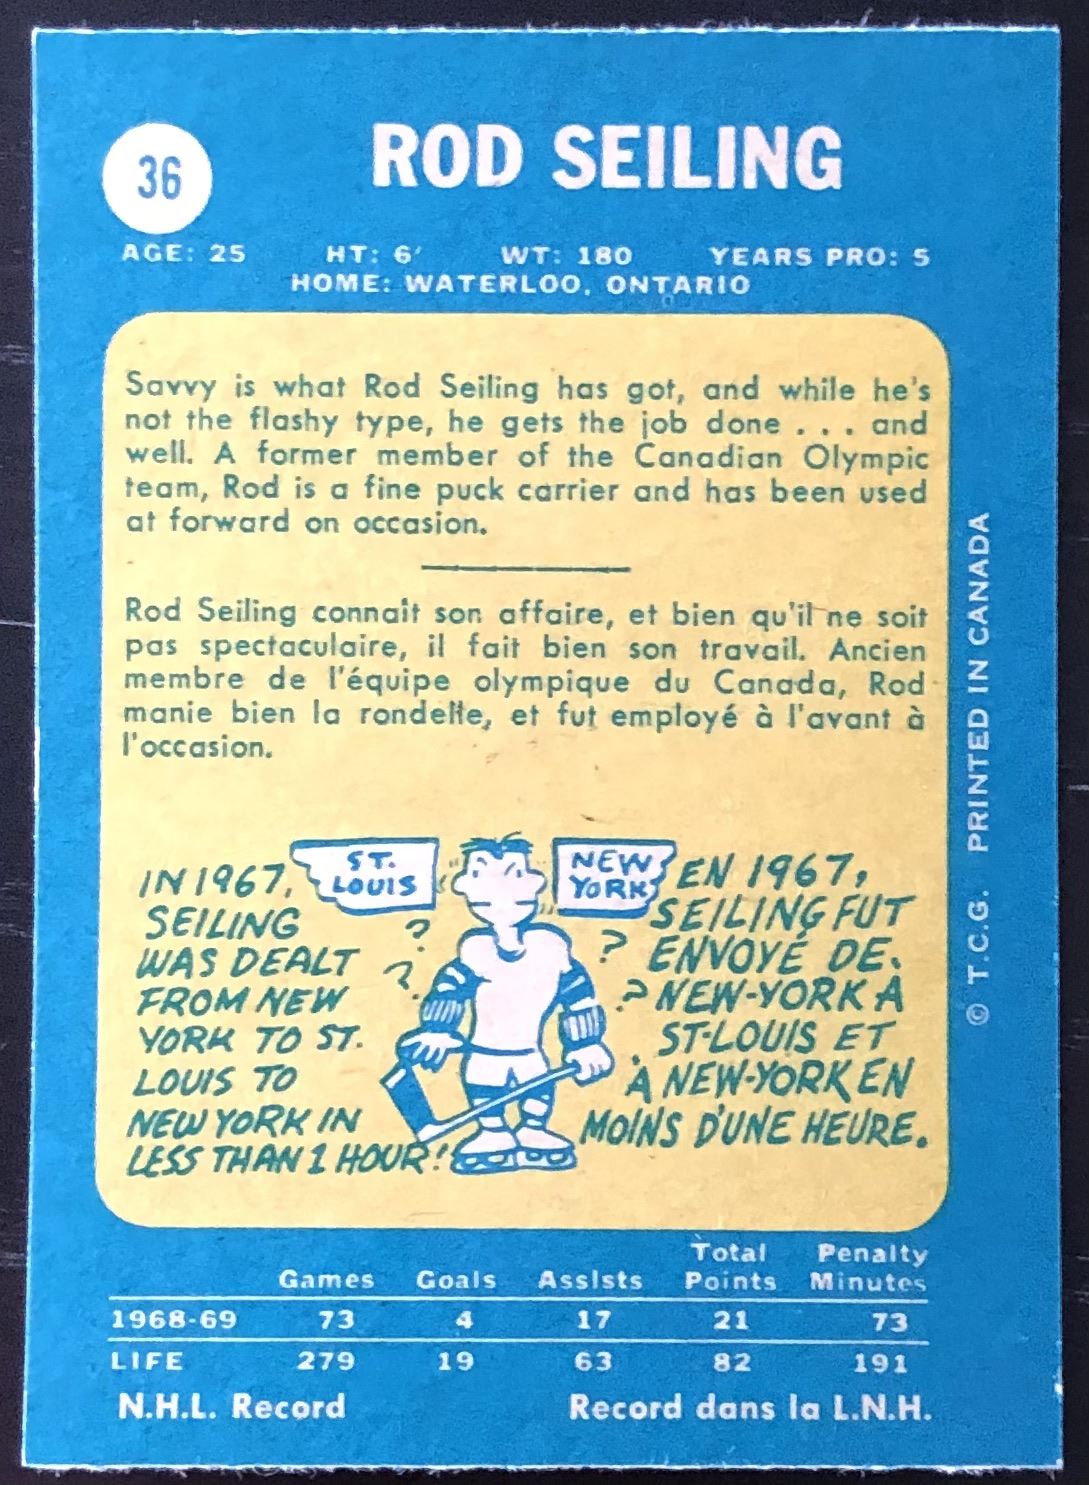 36
ROD SEILING
AGE: 25 HT: 6' WT: 180 YEARS PRO: 5
HOME: WATERLOO, ONTARIO
Savvy is what Rod Seiling has got, and while he's
not the flashy type, he gets the job done . . . and
well. A former member of the Canadian Olympic
team, Rod is a fine puck carrier and has been used
at forward on occasion.
Rod Seiling connaît son affaire, et bien qu'il ne soit
pas spectaculaire, il fait bien son travail. Ancien
membre de l'équipe olympique du Canada, Rod
manie bien la rondelle, et fut employé à l'avant à
l'occasion.
IN 1967,
SEILING
WAS DEALT
FROM NEW
YORK TO ST.
LOUIS TO
NEW YORK IN
LESS THAN 1 HOUR!
ST.
LOUIS
? ?
NEW
YORK
? ?
EN 1967,
SEILING FUT
ENVOYÉ DE
NEW-YORK À
ST-LOUIS ET
À NEW-YORK EN
MOINS D'UNE HEURE.
© T.C.G. PRINTED IN CANADA
Games Goals Assists Total Points Penalty Minutes
1968-69 73 4 17 21 73
LIFE 279 19 63 82 191
N.H.L. Record Record dans la L.N.H.